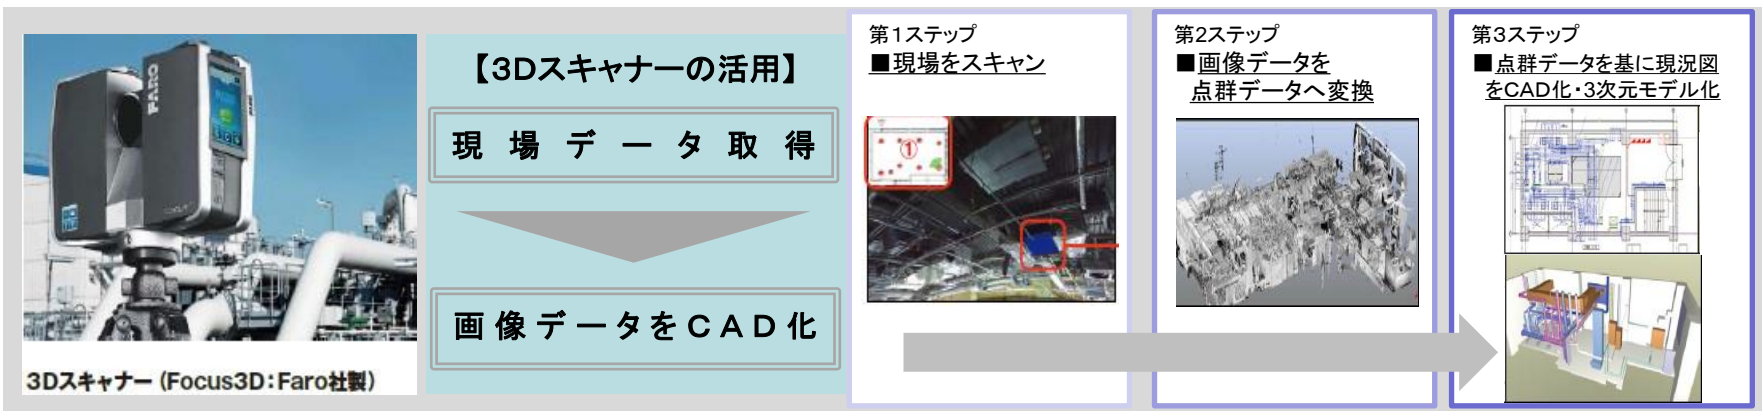 FARO
3Dスキャナー（Focus3D：Faro社製）
【3Dスキャナーの活用】
現場データ取得
画像データをCAD化
第1ステップ
■現場をスキャン
①
第2ステップ
■画像データを
点群データへ変換
第3ステップ
■点群データを基に現況図
をCAD化・3次元モデル化